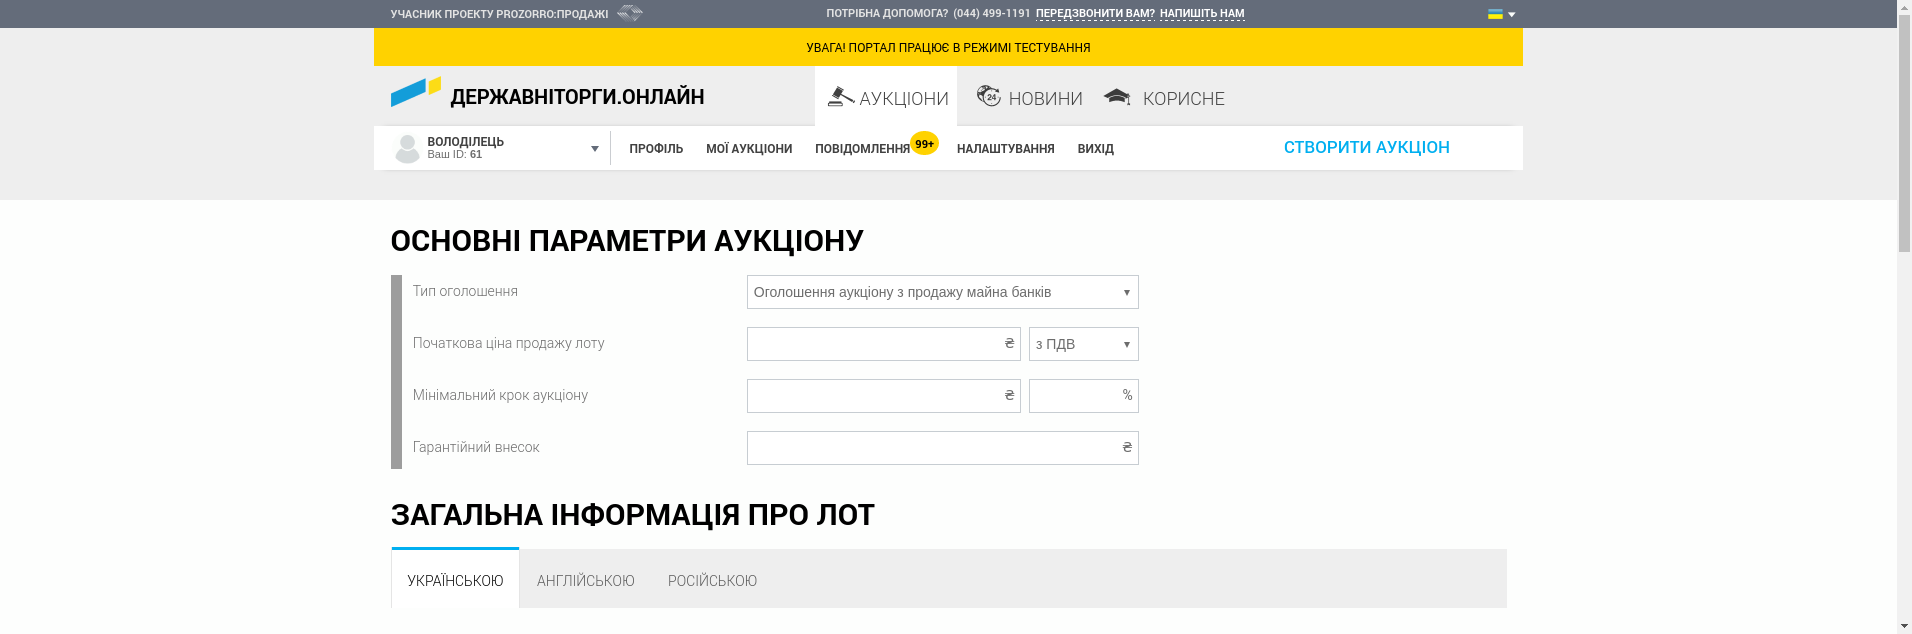 УЧАСНИК ПРОЕКТУ PROZORRO:ПРОДАЖІ ПОТРІБНА ДОПОМОГА? (044) 499-1191 ПЕРЕДЗВОНИТИ ВАМ? НАПИШІТЬ НАМ
УВАГА! ПОРТАЛ ПРАЦЮЄ В РЕЖИМІ ТЕСТУВАННЯ
ДЕРЖАВНІТОРГИ.ОНЛАЙН АУКЦІОНИ 24 НОВИНИ КОРИСНЕ
ВОЛОДІЛЕЦЬ
Ваш ID: 61
ПРОФІЛЬ МОЇ АУКЦІОНИ ПОВІДОМЛЕННЯ 99+ НАЛАШТУВАННЯ ВИХІД СТВОРИТИ АУКЦІОН
ОСНОВНІ ПАРАМЕТРИ АУКЦІОНУ
Тип оголошення Оголошення аукціону з продажу майна банків
Початкова ціна продажу лоту ₴ з ПДВ
Мінімальний крок аукціону ₴ %
Гарантійний внесок ₴
ЗАГАЛЬНА ІНФОРМАЦІЯ ПРО ЛОТ
УКРАЇНСЬКОЮ АНГЛІЙСЬКОЮ РОСІЙСЬКОЮ